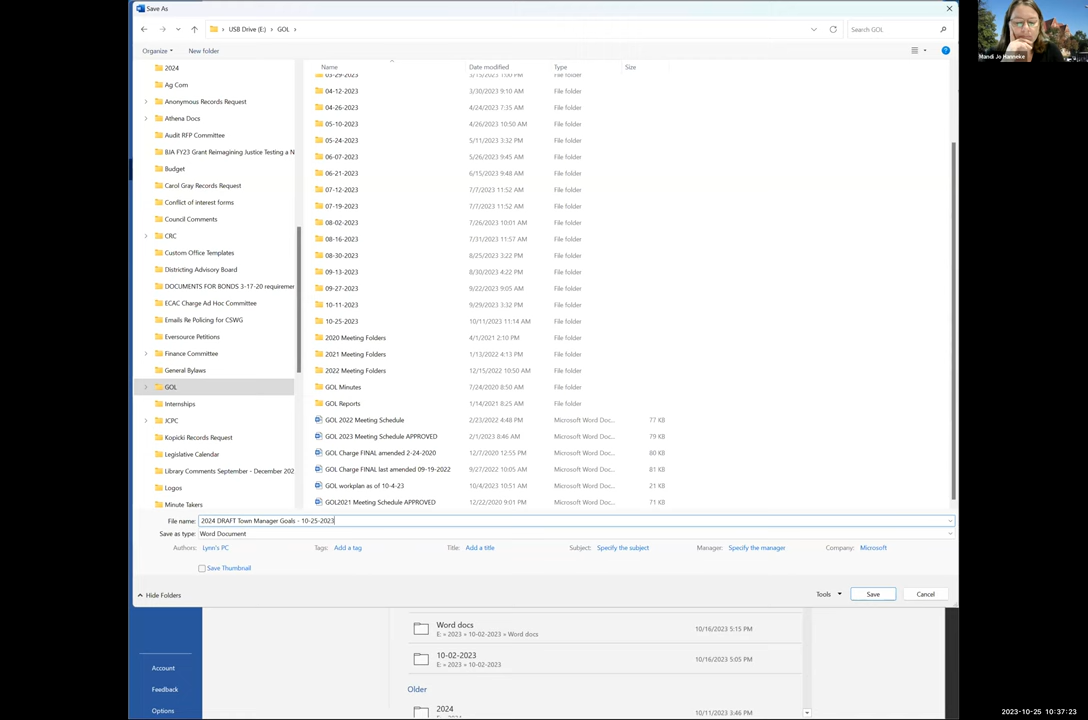 Save As
USB Drive (E:) › GOL ›
Search GOL
Organize
New folder
Name Date modified Type Size
2024
Ag Com
Anonymous Records Request
Athena Docs
Audit RFP Committee
BJA FY23 Grant Reimagining Justice Testing a N
Budget
Carol Gray Records Request
Conflict of interest forms
Council Comments
CRC
Custom Office Templates
Districting Advisory Board
DOCUMENTS FOR BONDS 3-17-20 requiremen
ECAC Charge Ad Hoc Committee
Emails Re Policing for CSWG
Eversource Petitions
Finance Committee
General Bylaws
GOL
Internships
JCPC
Kopicki Records Request
Legislative Calendar
Library Comments September - December 202
Logos
Minute Takers
03-29-2023 3/15/2023 1:00 PM File folder
04-12-2023 3/30/2023 9:10 AM File folder
04-26-2023 4/24/2023 7:35 AM File folder
05-10-2023 4/26/2023 10:50 AM File folder
05-24-2023 5/11/2023 3:32 PM File folder
06-07-2023 5/26/2023 9:45 AM File folder
06-21-2023 6/15/2023 9:48 AM File folder
07-12-2023 7/7/2023 11:52 AM File folder
07-19-2023 7/7/2023 11:52 AM File folder
08-02-2023 7/26/2023 10:01 AM File folder
08-16-2023 7/31/2023 11:57 AM File folder
08-30-2023 8/25/2023 3:22 PM File folder
09-13-2023 8/30/2023 4:22 PM File folder
09-27-2023 9/22/2023 9:05 AM File folder
10-11-2023 9/29/2023 3:32 PM File folder
10-25-2023 10/11/2023 11:14 AM File folder
2020 Meeting Folders 4/1/2021 2:10 PM File folder
2021 Meeting Folders 1/13/2022 4:13 PM File folder
2022 Meeting Folders 12/15/2022 10:50 AM File folder
GOL Minutes 7/24/2020 8:50 AM File folder
GOL Reports 1/14/2021 8:25 AM File folder
GOL 2022 Meeting Schedule 2/23/2022 4:48 PM Microsoft Word Doc... 77 KB
GOL 2023 Meeting Schedule APPROVED 2/1/2023 8:46 AM Microsoft Word Doc... 79 KB
GOL Charge FINAL amended 2-24-2020 12/7/2020 12:55 PM Microsoft Word Doc... 80 KB
GOL Charge FINAL last amended 09-19-2022 9/27/2022 10:05 AM Microsoft Word Doc... 81 KB
GOL workplan as of 10-4-23 10/4/2023 10:51 AM Microsoft Word Doc... 21 KB
GOL2021 Meeting Schedule APPROVED 12/22/2020 9:01 PM Microsoft Word Doc... 71 KB
File name: 2024 DRAFT Town Manager Goals - 10-25-2023
Save as type: Word Document
Authors: Lynn's PC Tags: Add a tag Title: Add a title Subject: Specify the subject Manager: Specify the manager Company: Microsoft
Save Thumbnail
Hide Folders
Tools Save Cancel
Word docs
E: » 2023 » 10-02-2023 » Word docs
10/16/2023 5:15 PM
10-02-2023
E: » 2023 » 10-02-2023
10/16/2023 5:05 PM
Older
2024
10/11/2023 3:46 PM
Account
Feedback
Options
Mandi Jo Hanneke
2023-10-25 10:37:23